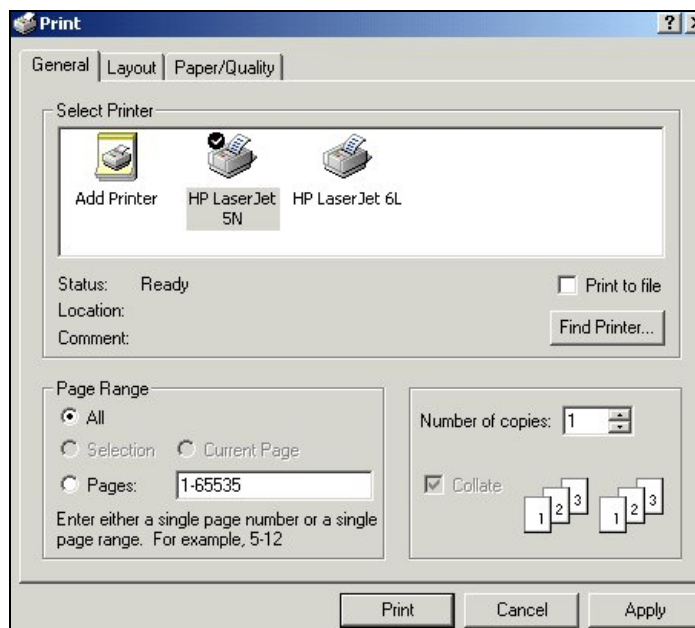 Print
General Layout Paper/Quality
Select Printer
Add Printer HP LaserJet 5N HP LaserJet 6L
Status: Ready
Print to file
Location:
Find Printer...
Comment:
Page Range
All
Number of copies: 1
Selection Current Page
Pages: 1-65535
Collate
1 2 3 1 2 3
Enter either a single page number or a single
page range. For example, 5-12
Print Cancel Apply